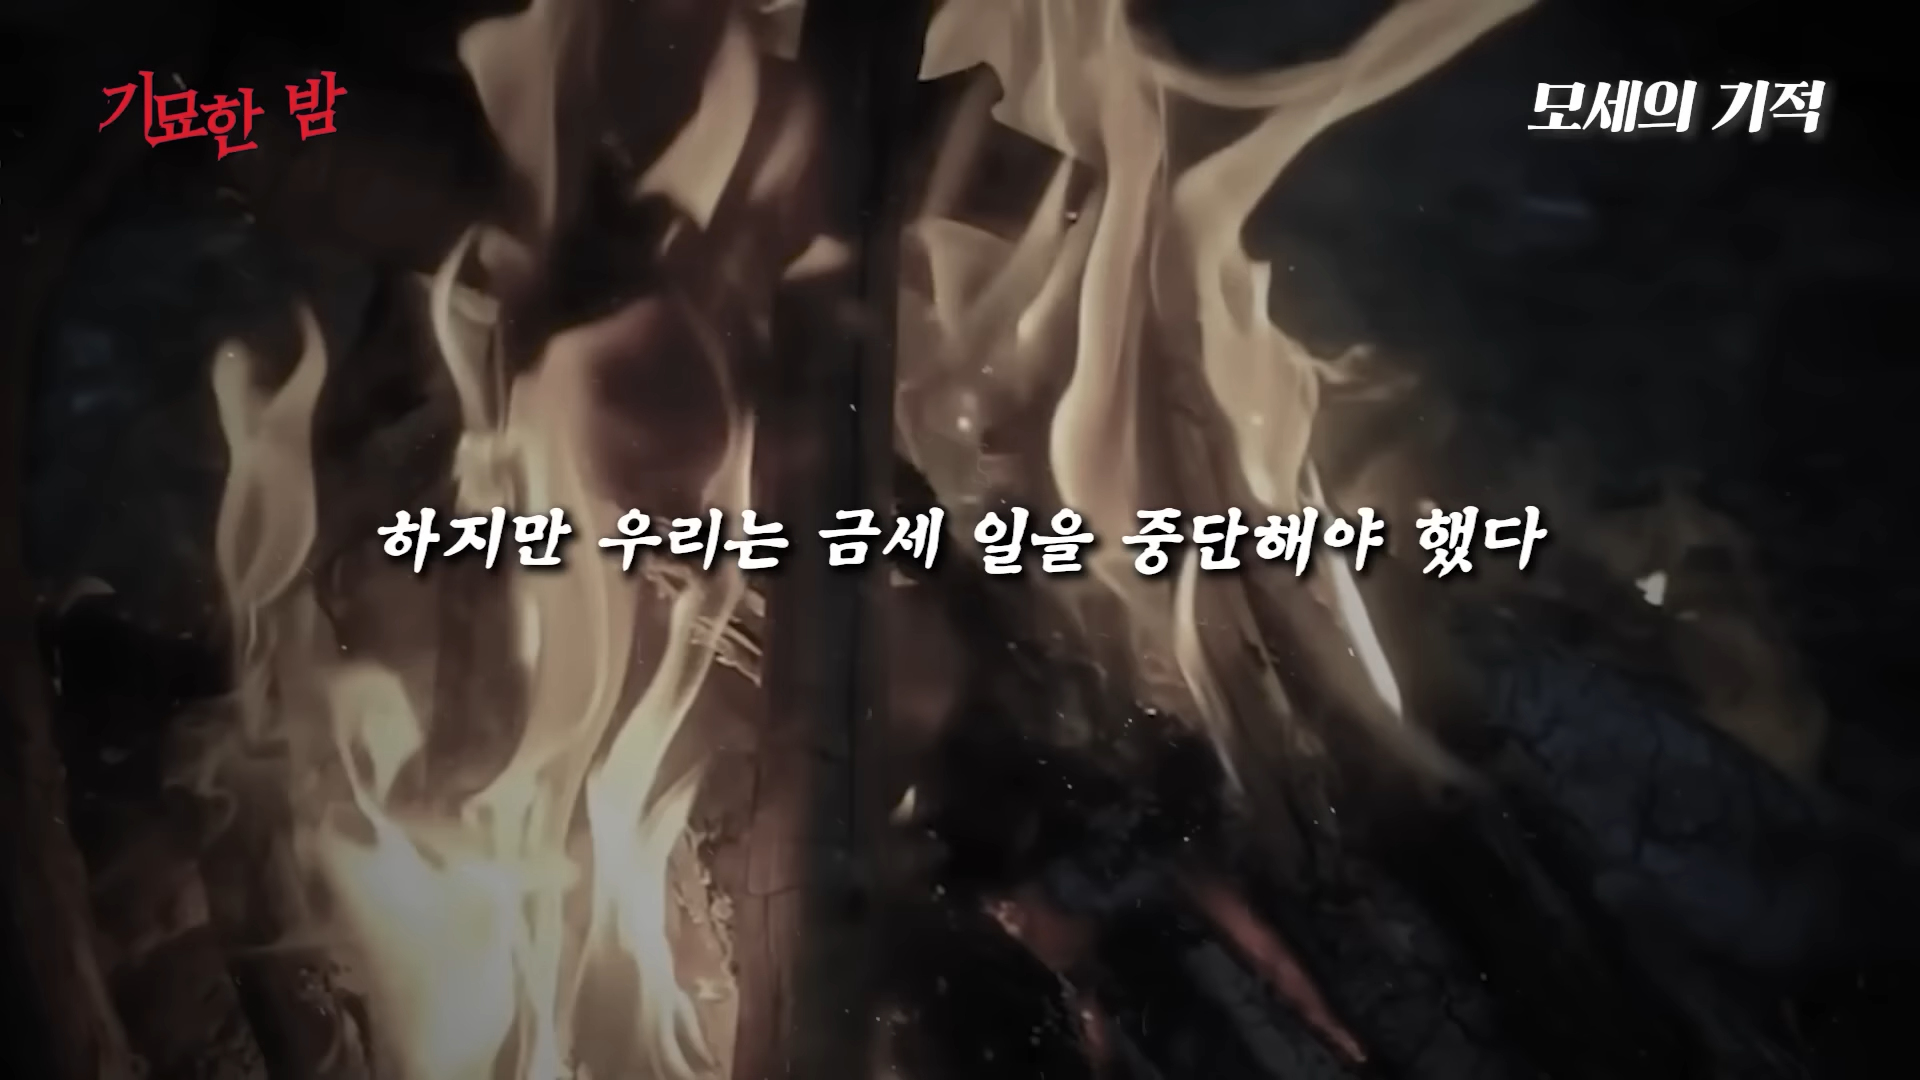 기묘한 밤
모세의 기적
하지만 우리는 금세 일을 중단해야 했다